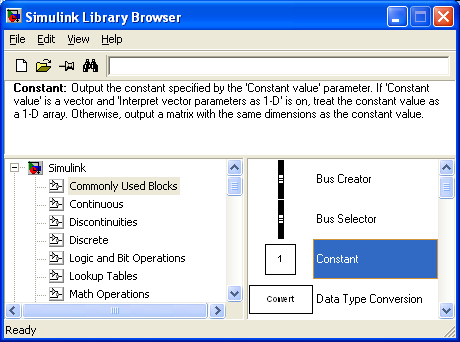 Simulink Library Browser
File Edit View Help
Constant: Output the constant specified by the 'Constant value' parameter. If 'Constant
value' is a vector and 'Interpret vector parameters as 1-D' is on, treat the constant value as
a 1-D array. Otherwise, output a matrix with the same dimensions as the constant value.
Simulink
Commonly Used Blocks
Continuous
Discontinuities
Discrete
Logic and Bit Operations
Lookup Tables
Math Operations
Bus Creator
Bus Selector
1 Constant
Convert Data Type Conversion
Ready